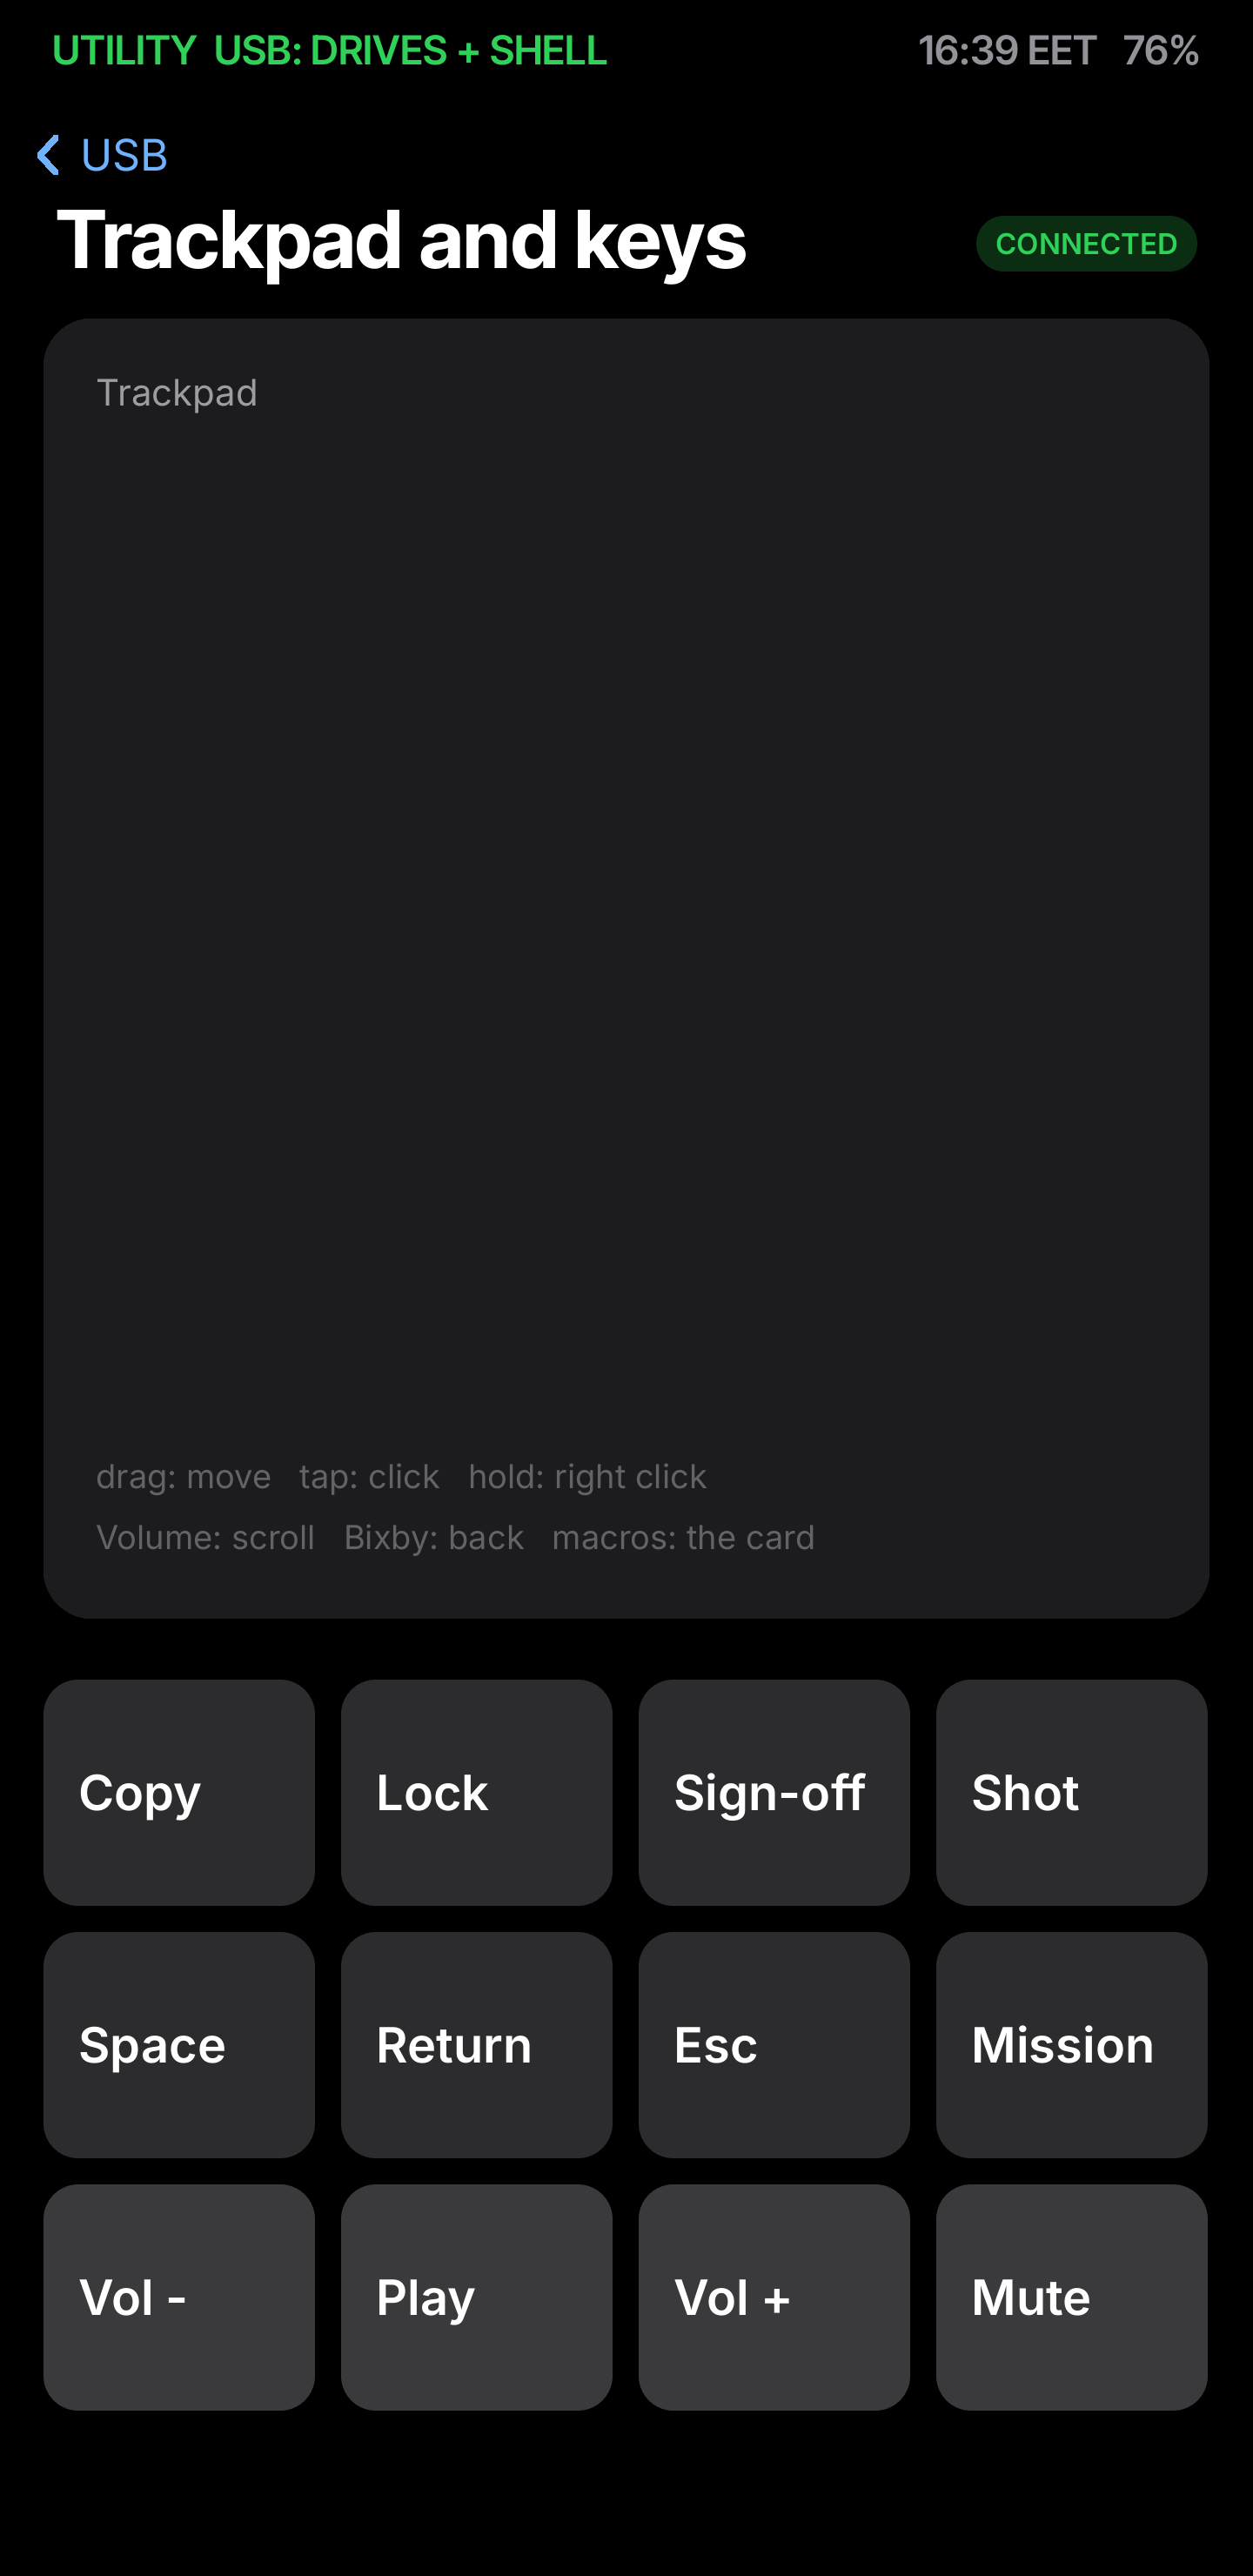 UTILITY USB: DRIVES + SHELL 16:39 EET 76%
USB
Trackpad and keys CONNECTED
Trackpad
drag: move tap: click hold: right click
Volume: scroll Bixby: back macros: the card
Copy Lock Sign-off Shot
Space Return Esc Mission
Vol - Play Vol + Mute